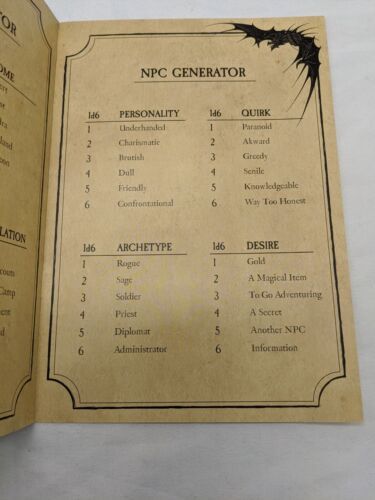 TOR
OME
LATION
NPC GENERATOR
1d6 PERSONALITY
1 Underhanded
2 Charismatic
3 Brutish
4 Dull
5 Friendly
6 Confrontational
1d6 QUIRK
1 Paranoid
2 Akward
3 Greedy
4 Senile
5 Knowledgeable
6 Way Too Honest
1d6 ARCHETYPE
1 Rogue
2 Sage
3 Soldier
4 Priest
5 Diplomat
6 Administrator
1d6 DESIRE
1 Gold
2 A Magical Item
3 To Go Adventuring
4 A Secret
5 Another NPC
6 Information